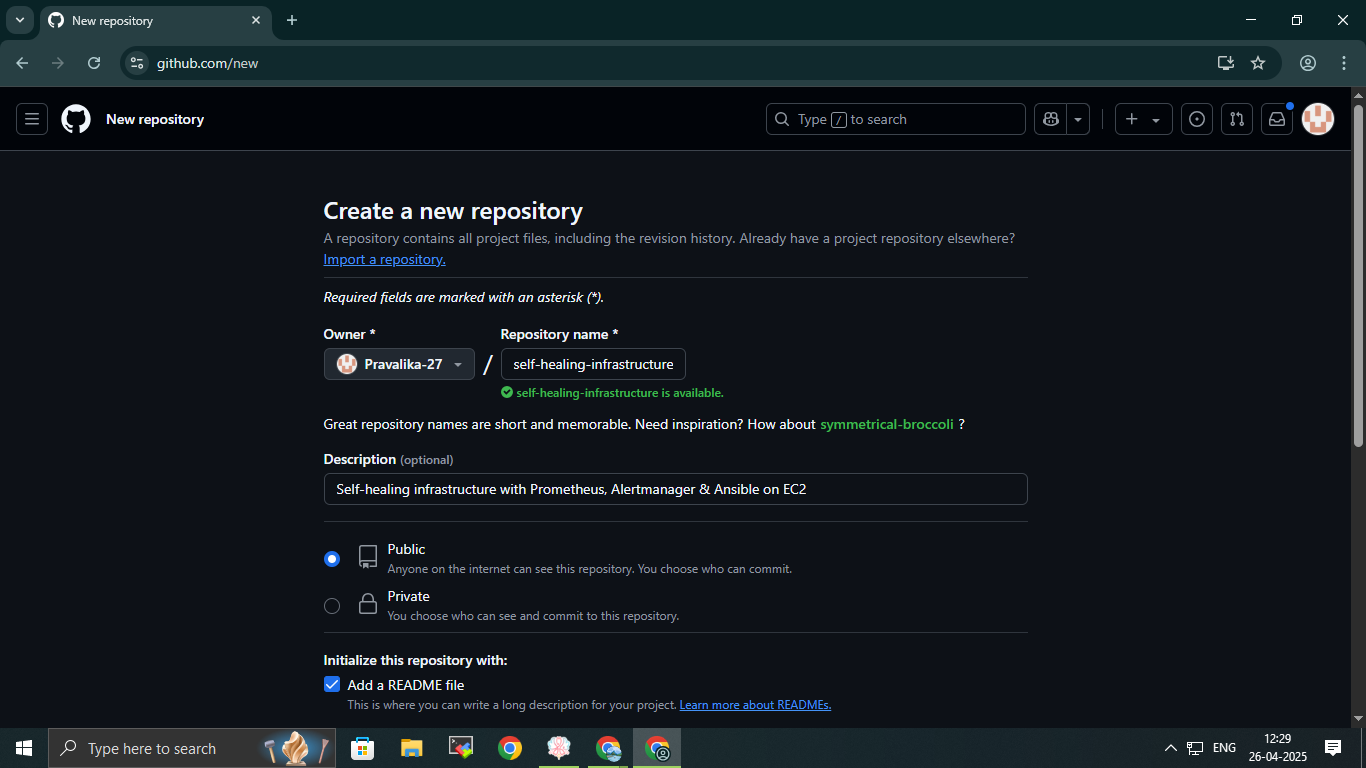 New repository
github.com/new
New repository
Type / to search
Create a new repository
A repository contains all project files, including the revision history. Already have a project repository elsewhere?
Import a repository.
Required fields are marked with an asterisk (*).
Owner *
Repository name *
Pravalika-27
/
self-healing-infrastructure
self-healing-infrastructure is available.
Great repository names are short and memorable. Need inspiration? How about symmetrical-broccoli ?
Description (optional)
Self-healing infrastructure with Prometheus, Alertmanager & Ansible on EC2
Public
Anyone on the internet can see this repository. You choose who can commit.
Private
You choose who can see and commit to this repository.
Initialize this repository with:
Add a README file
This is where you can write a long description for your project. Learn more about READMEs.
Type here to search
ENG
12:29
26-04-2025